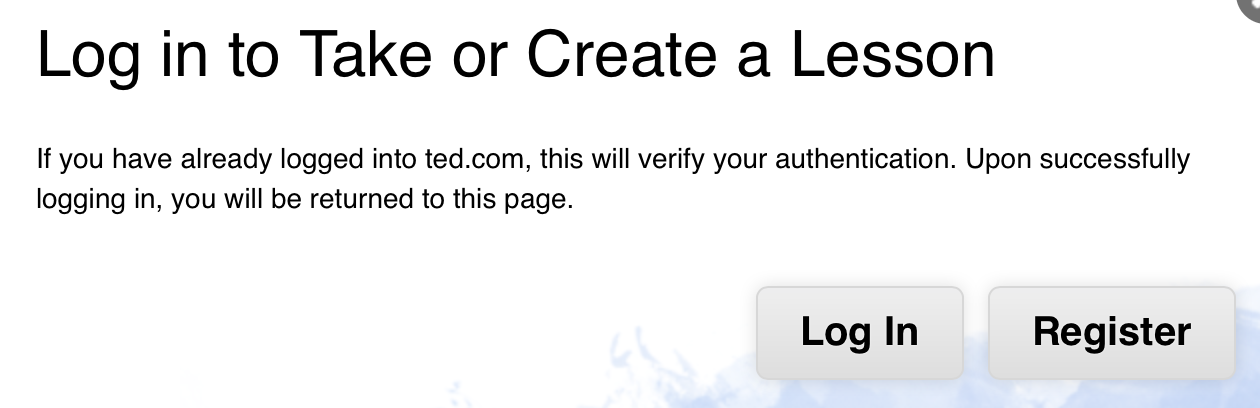 Log in to Take or Create a Lesson
If you have already logged into ted.com, this will verify your authentication. Upon successfully
logging in, you will be returned to this page.
Log In
Register